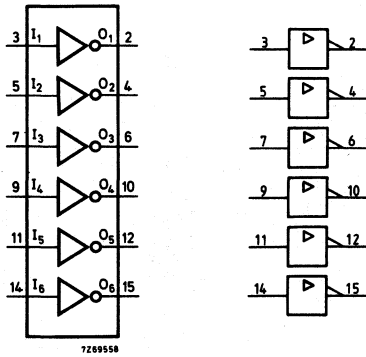 3 I1 O1 2
5 I2 O2 4
7 I3 O3 6
9 I4 O4 10
11 I5 O5 12
14 I6 O6 15
7Z69558
3 2
5 4
7 6
9 10
11 12
14 15